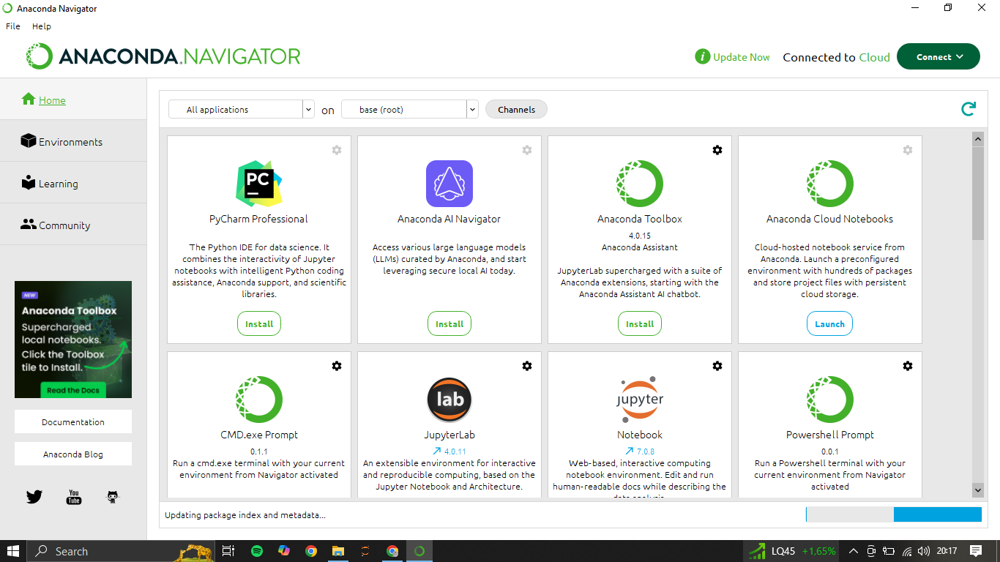 Anaconda Navigator
File Help
ANACONDA.NAVIGATOR
i Update Now Connected to Cloud Connect
Home
Environments
Learning
Community
NEW
Anaconda Toolbox
Supercharged
local notebooks.
Click the Toolbox
tile to Install.
Read the Docs
Documentation
Anaconda Blog
You
Tube
All applications on base (root) Channels
PC
PyCharm Professional
The Python IDE for data science. It
combines the interactivity of Jupyter
notebooks with intelligent Python coding
assistance, Anaconda support, and scientific
libraries.
Install
Anaconda AI Navigator
Access various large language models
(LLMs) curated by Anaconda, and start
leveraging secure local AI today.
Install
Anaconda Toolbox
4.0.15
Anaconda Assistant
JupyterLab supercharged with a suite of
Anaconda extensions, starting with the
Anaconda Assistant AI chatbot.
Install
Anaconda Cloud Notebooks
Cloud-hosted notebook service from
Anaconda. Launch a preconfigured
environment with hundreds of packages
and store project files with persistent
cloud storage.
Launch
CMD.exe Prompt
0.1.1
Run a cmd.exe terminal with your current
environment from Navigator activated
lab
JupyterLab
4.0.11
An extensible environment for interactive
and reproducible computing, based on the
Jupyter Notebook and Architecture.
jupyter
Notebook
7.0.8
Web-based, interactive computing
notebook environment. Edit and run
human-readable docs while describing the
data analysis.
Powershell Prompt
0.0.1
Run a Powershell terminal with your
current environment from Navigator
activated
Updating package index and metadata...
Search
LQ45 +1,65%
20:17